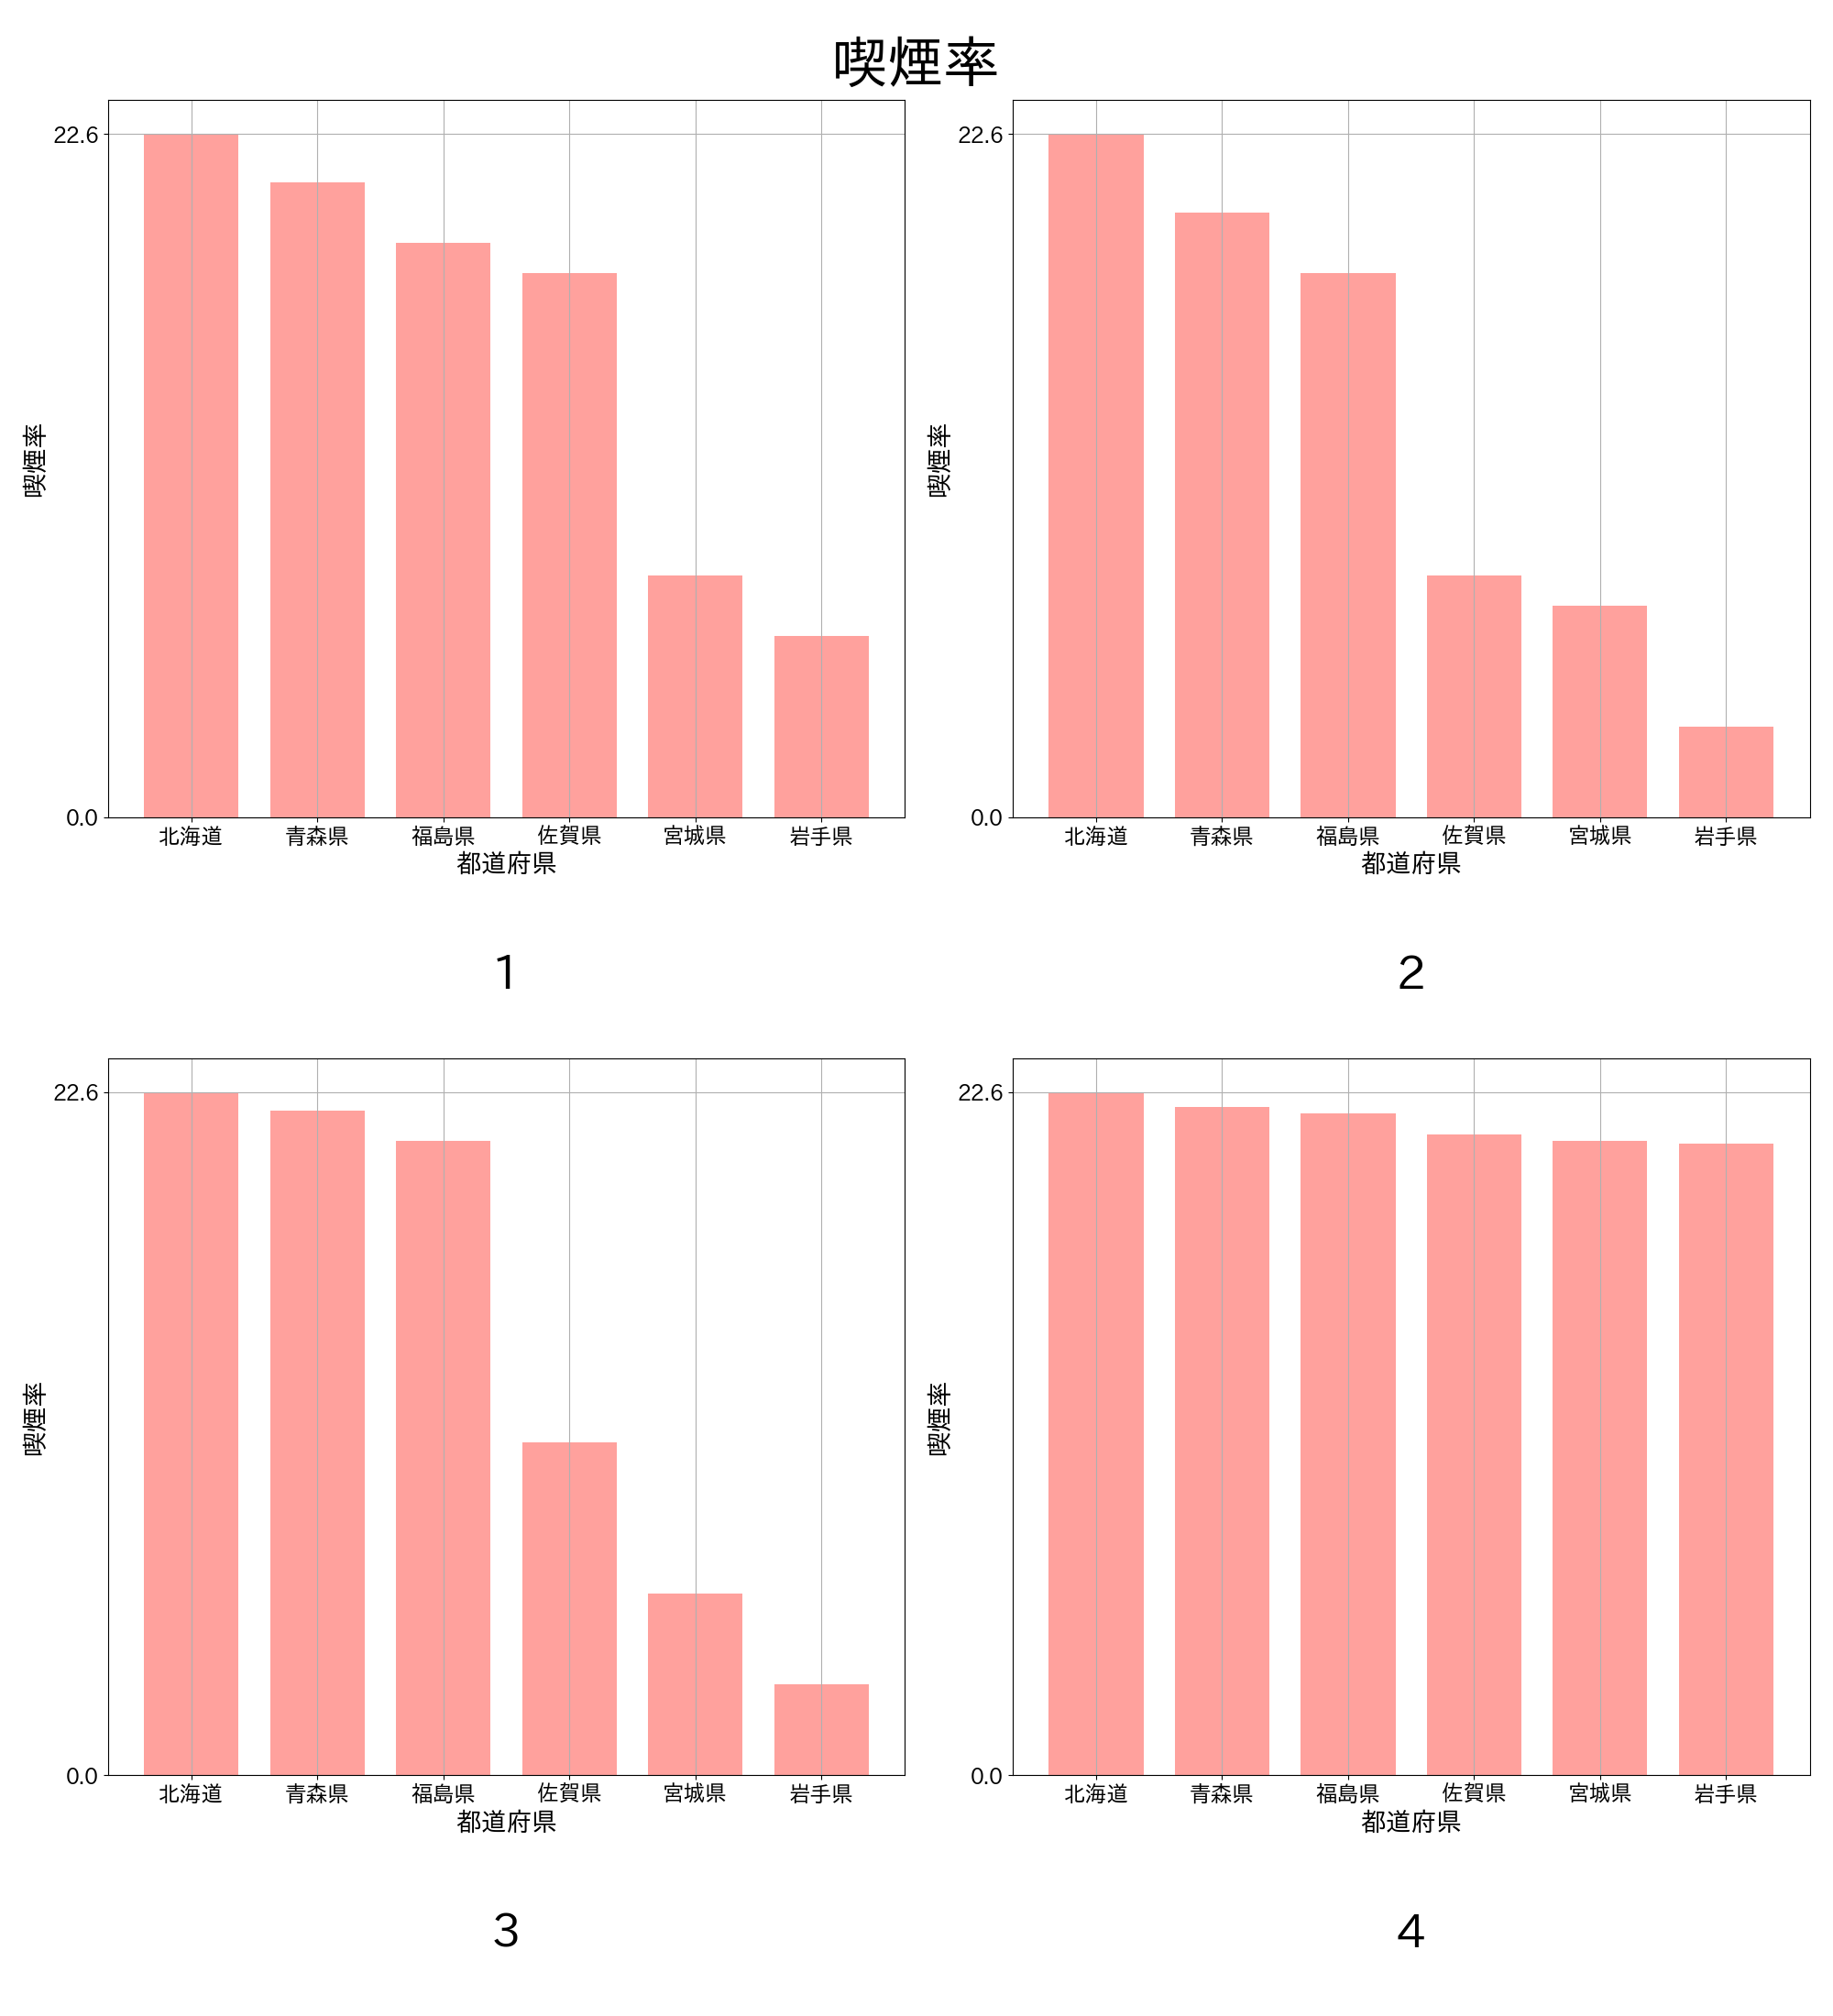 喫煙率
22.6
0.0
喫煙率
北海道 青森県 福島県 佐賀県 宮城県 岩手県
都道府県
1
22.6
0.0
喫煙率
北海道 青森県 福島県 佐賀県 宮城県 岩手県
都道府県
2
22.6
0.0
喫煙率
北海道 青森県 福島県 佐賀県 宮城県 岩手県
都道府県
3
22.6
0.0
喫煙率
北海道 青森県 福島県 佐賀県 宮城県 岩手県
都道府県
4